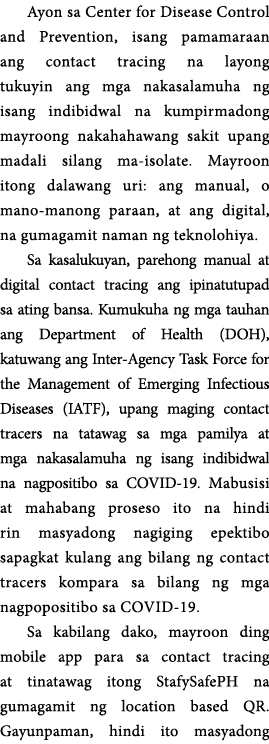 Ayon sa Center for Disease Control
and Prevention, isang pamamaraan
ang contact tracing na layong
tukuyin ang mga nakasalamuha ng
isang indibidwal na kumpirmadong
mayroong nakahahawang sakit upang
madali silang ma-isolate. Mayroon
itong dalawang uri: ang manual, o
mano-manong paraan, at ang digital,
na gumagamit naman ng teknolohiya.
Sa kasalukuyan, parehong manual at
digital contact tracing ang ipinatutupad
sa ating bansa. Kumukuha ng mga tauhan
ang Department of Health (DOH),
katuwang ang Inter-Agency Task Force for
the Management of Emerging Infectious
Diseases (IATF), upang maging contact
tracers na tatawag sa mga pamilya at
mga nakasalamuha ng isang indibidwal
na nagpositibo sa COVID-19. Mabusisi
at mahabang proseso ito na hindi
rin masyadong nagiging epektibo
sapagkat kulang ang bilang ng contact
tracers kompara sa bilang ng mga
nagpopositibo sa COVID-19.
Sa kabilang dako, mayroon ding
mobile app para sa contact tracing
at tinatawag itong StafySafePH na
gumagamit ng location based QR.
Gayunpaman, hindi ito masyadong